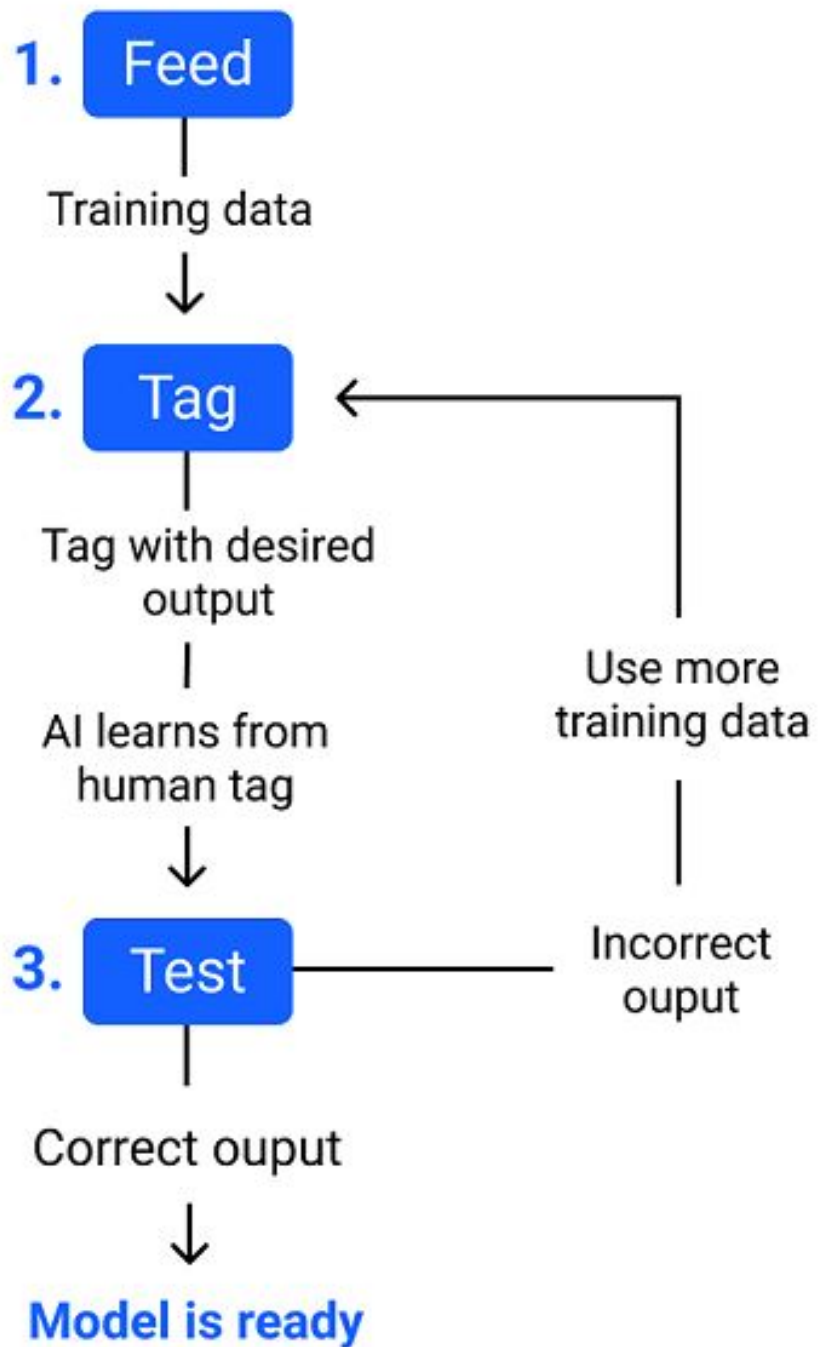 1. Feed
Training data
2. Tag
Tag with desired
output
AI learns from
human tag
Use more
training data
3. Test
Incorrect
ouput
Correct ouput
Model is ready